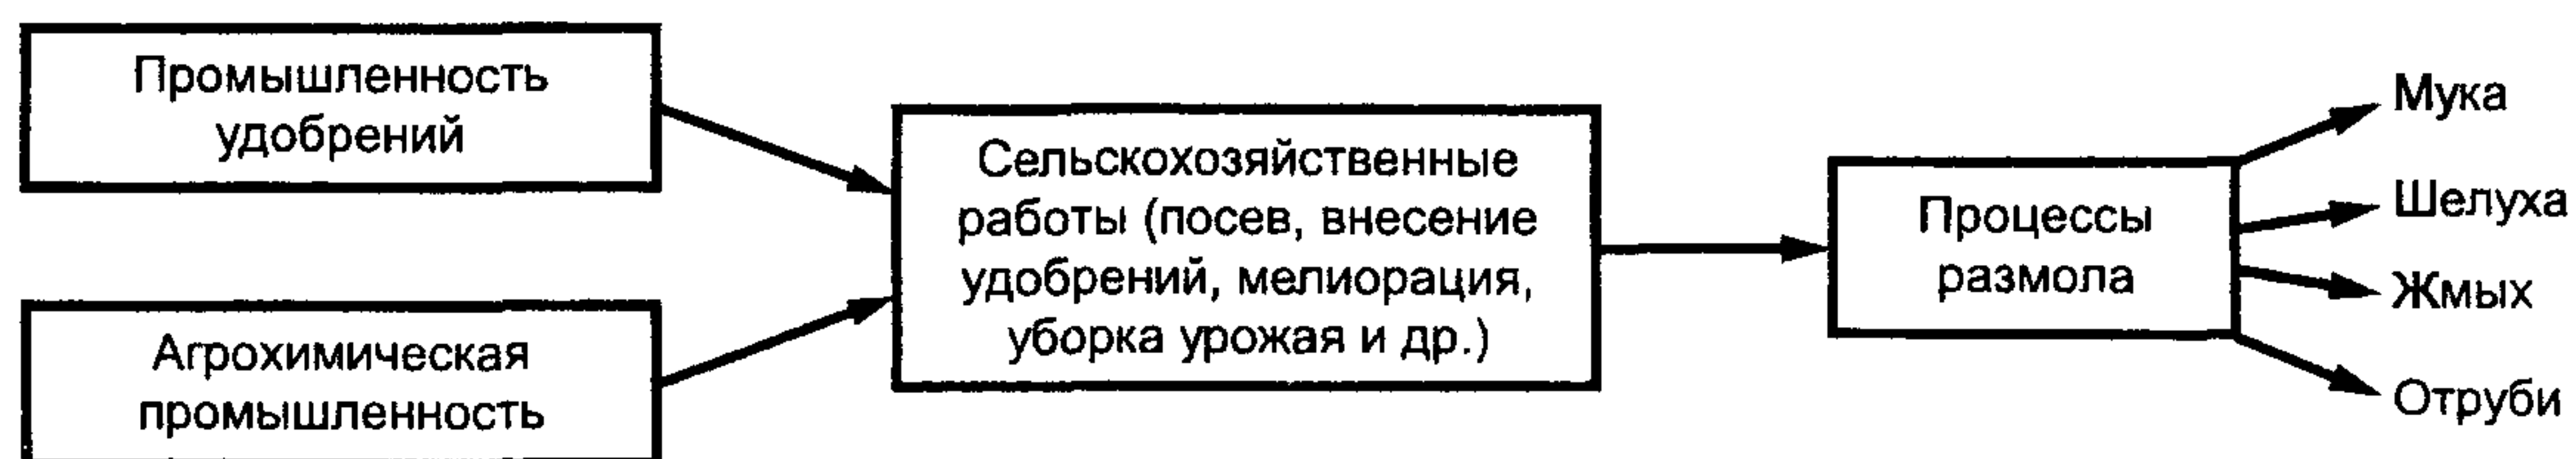 Промышленность
удобрений
Агрохимическая
промышленность
Сельскохозяйственные
работы (посев, внесение
удобрений, мелиорация,
уборка урожая и др.)
Процессы
размола
Мука
Шелуха
Жмых
Отруби